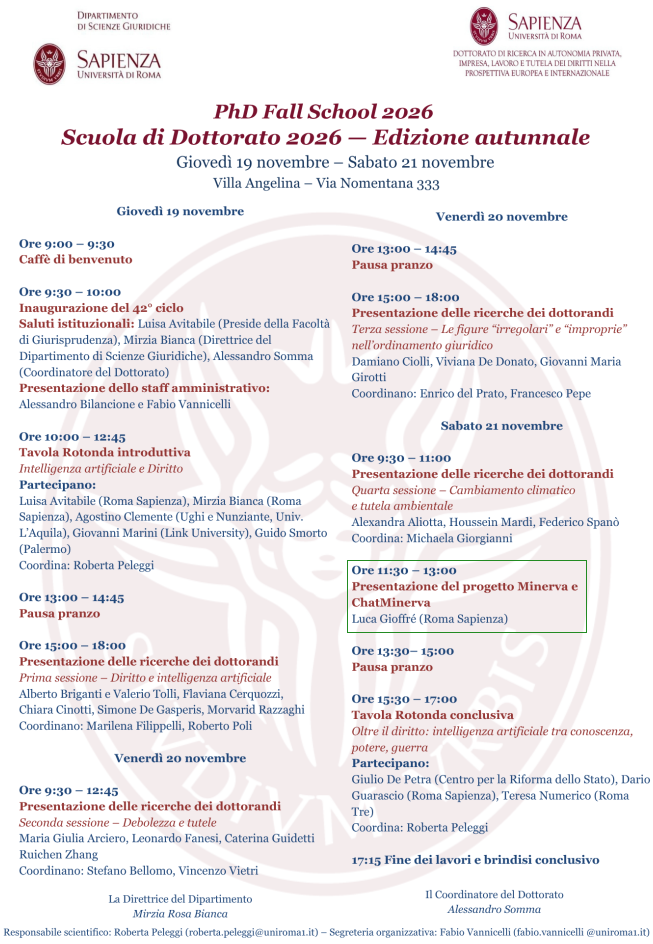 DIPARTIMENTO
DI SCIENZE GIURIDICHE
SAPIENZA
UNIVERSITÀ DI ROMA
SAPIENZA
UNIVERSITÀ DI ROMA
DOTTORATO DI RICERCA IN AUTONOMIA PRIVATA,
IMPRESA, LAVORO E TUTELA DEI DIRITTI NELLA
PROSPETTIVA EUROPEA E INTERNAZIONALE
PhD Fall School 2026
Scuola di Dottorato 2026 — Edizione autunnale
Giovedì 19 novembre – Sabato 21 novembre
Villa Angelina – Via Nomentana 333
Giovedì 19 novembre
Ore 9:00 – 9:30
Caffè di benvenuto
Ore 9:30 – 10:00
Inaugurazione del 42° ciclo
Saluti istituzionali: Luisa Avitabile (Preside della Facoltà
di Giurisprudenza), Mirzia Bianca (Direttrice del
Dipartimento di Scienze Giuridiche), Alessandro Somma
(Coordinatore del Dottorato)
Presentazione dello staff amministrativo:
Alessandro Bilancione e Fabio Vannicelli
Ore 10:00 – 12:45
Tavola Rotonda introduttiva
Intelligenza artificiale e Diritto
Partecipano:
Luisa Avitabile (Roma Sapienza), Mirzia Bianca (Roma
Sapienza), Agostino Clemente (Ughi e Nunziante, Univ.
L'Aquila), Giovanni Marini (Link University), Guido Smorto
(Palermo)
Coordina: Roberta Peleggi
Ore 13:00 – 14:45
Pausa pranzo
Ore 15:00 – 18:00
Presentazione delle ricerche dei dottorandi
Prima sessione – Diritto e intelligenza artificiale
Alberto Briganti e Valerio Tolli, Flaviana Cerquozzi,
Chiara Cinotti, Simone De Gasperis, Morvarid Razzaghi
Coordinano: Marilena Filippelli, Roberto Poli
Venerdì 20 novembre
Ore 9:30 – 12:45
Presentazione delle ricerche dei dottorandi
Seconda sessione – Debolezza e tutele
Maria Giulia Arciero, Leonardo Fanesi, Caterina Guidetti
Ruichen Zhang
Coordinano: Stefano Bellomo, Vincenzo Vietri
La Direttrice del Dipartimento
Mirzia Rosa Bianca
Venerdì 20 novembre
Ore 13:00 – 14:45
Pausa pranzo
Ore 15:00 – 18:00
Presentazione delle ricerche dei dottorandi
Terza sessione – Le figure “irregolari” e “improprie”
nell'ordinamento giuridico
Damiano Ciolli, Viviana De Donato, Giovanni Maria
Girotti
Coordinano: Enrico del Prato, Francesco Pepe
Sabato 21 novembre
Ore 9:30 – 11:00
Presentazione delle ricerche dei dottorandi
Quarta sessione – Cambiamento climatico
e tutela ambientale
Alexandra Aliotta, Houssein Mardi, Federico Spanò
Coordina: Michaela Giorgianni
Ore 11:30 – 13:00
Presentazione del progetto Minerva e
ChatMinerva
Luca Gioffré (Roma Sapienza)
Ore 13:30– 15:00
Pausa pranzo
Ore 15:30 – 17:00
Tavola Rotonda conclusiva
Oltre il diritto: intelligenza artificiale tra conoscenza,
potere, guerra
Partecipano:
Giulio De Petra (Centro per la Riforma dello Stato), Dario
Guarascio (Roma Sapienza), Teresa Numerico (Roma
Tre)
Coordina: Roberta Peleggi
17:15 Fine dei lavori e brindisi conclusivo
Il Coordinatore del Dottorato
Alessandro Somma
Responsabile scientifico: Roberta Peleggi (roberta.peleggi@uniroma1.it) – Segreteria organizzativa: Fabio Vannicelli (fabio.vannicelli @uniroma1.it)